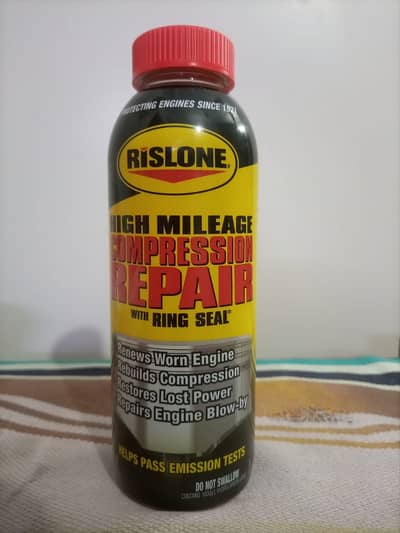 PROTECTING ENGINES SINCE 1921
RISLONE®
HIGH MILEAGE
COMPRESSION
REPAIR
WITH RING SEAL®
Renews Worn Engine
Rebuilds Compression
Restores Lost Power
Repairs Engine Blow-by
HELPS PASS EMISSION TESTS
DO NOT SWALLOW